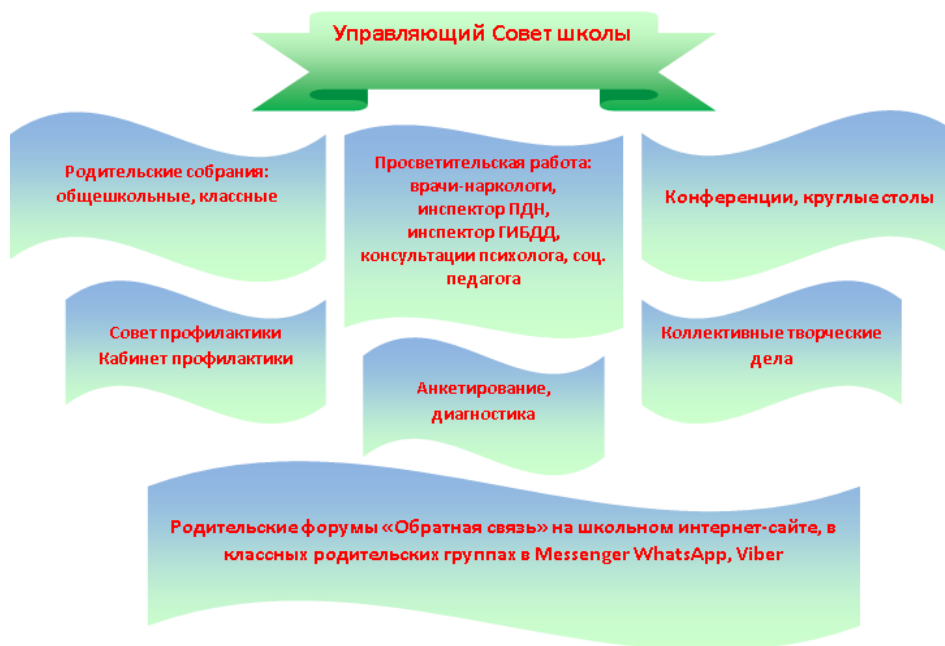 Управляющий Совет школы
Родительские собрания:
общешкольные, классные
Просветительская работа:
врачи-наркологи,
инспектор ПДН,
инспектор ГИБДД,
консультации психолога, соц.
педагога
Конференции, круглые столы
Совет профилактики
Кабинет профилактики
Анкетирование,
диагностика
Коллективные творческие
дела
Родительские форумы «Обратная связь» на школьном интернет-сайте, в
классных родительских группах в Messenger WhatsApp, Viber